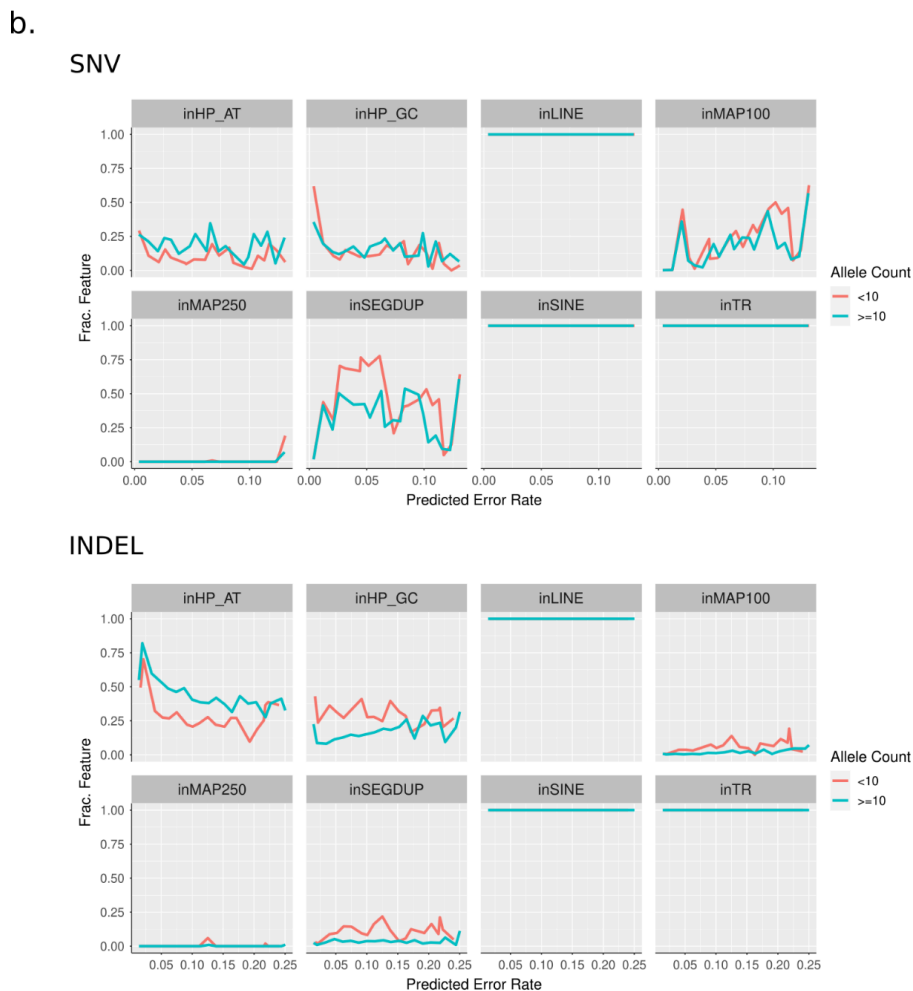 b.
SNV
inHP_AT inHP_GC inLINE inMAP100
1.00
0.75
0.50
0.25
0.00
inMAP250 inSEGDUP inSINE inTR
1.00
0.75
0.50
0.25
0.00
0.00 0.05 0.10 0.00 0.05 0.10 0.00 0.05 0.10 0.00 0.05 0.10
Frac. Feature
Predicted Error Rate
Allele Count
<10
>=10
INDEL
inHP_AT inHP_GC inLINE inMAP100
1.00
0.75
0.50
0.25
0.00
inMAP250 inSEGDUP inSINE inTR
1.00
0.75
0.50
0.25
0.00
0.05 0.10 0.15 0.20 0.25 0.05 0.10 0.15 0.20 0.25 0.05 0.10 0.15 0.20 0.25 0.05 0.10 0.15 0.20 0.25
Frac. Feature
Predicted Error Rate
Allele Count
<10
>=10